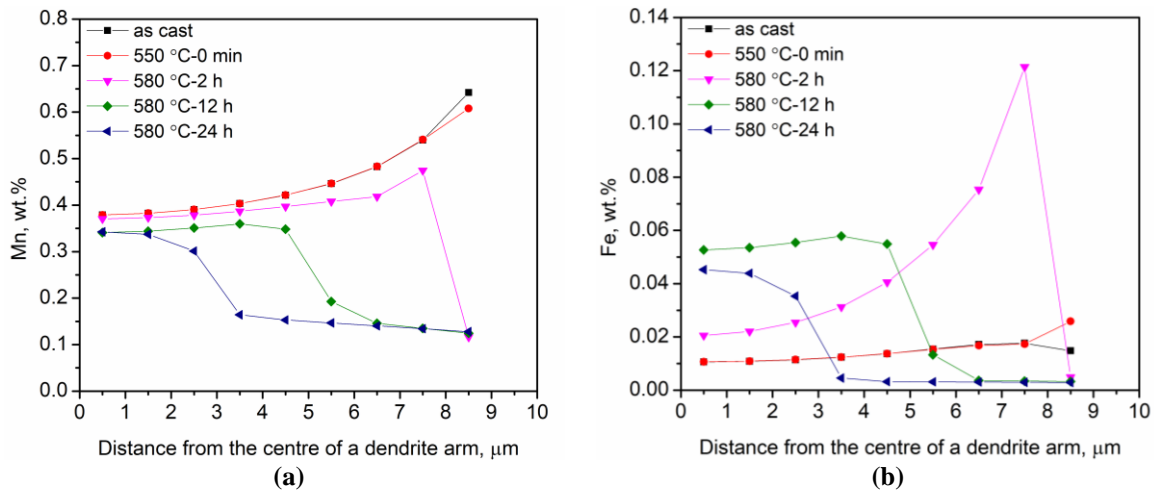 0.8
0.7
0.6
0.5
0.4
0.3
0.2
0.1
0.0
Mn, wt.%
as cast
550 °C-0 min
580 °C-2 h
580 °C-12 h
580 °C-24 h
0 1 2 3 4 5 6 7 8 9 10
Distance from the centre of a dendrite arm, μm
(a)
0.14
0.12
0.10
0.08
0.06
0.04
0.02
0.00
Fe, wt.%
as cast
550 °C-0 min
580 °C-2 h
580 °C-12 h
580 °C-24 h
0 1 2 3 4 5 6 7 8 9 10
Distance from the centre of a dendrite arm, μm
(b)